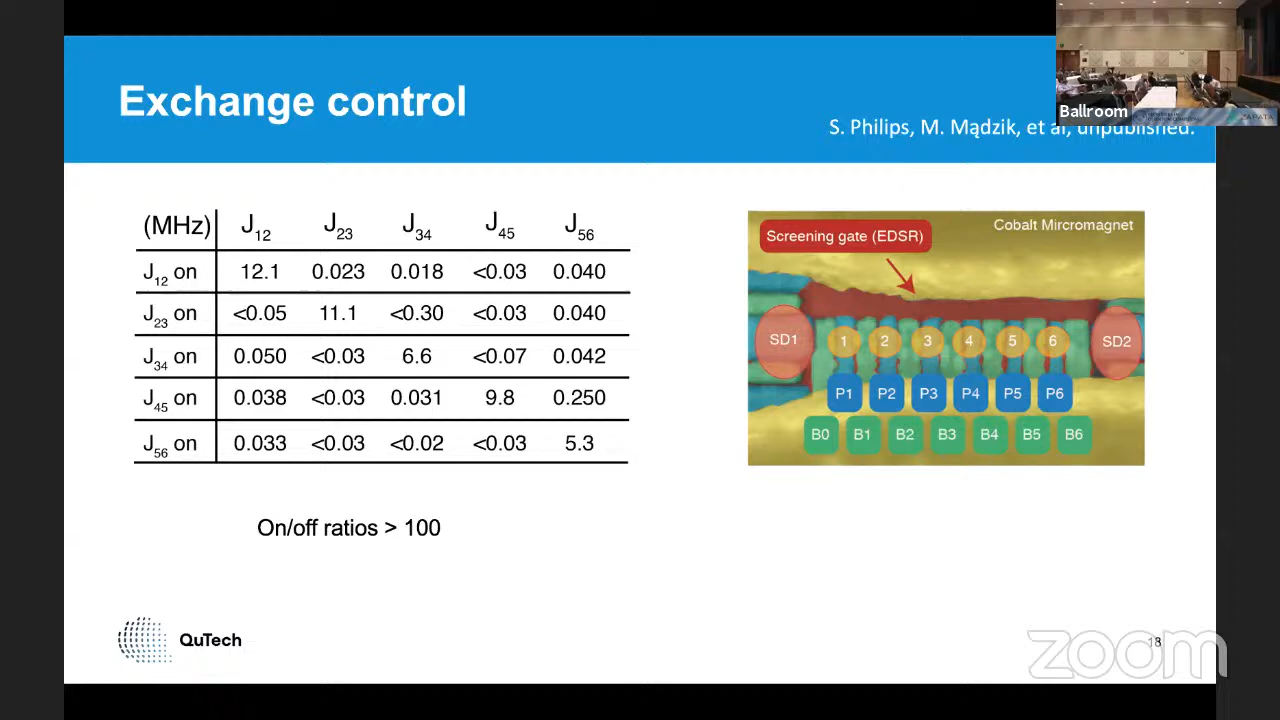 Exchange control
S. Philips, M. Mądzik, et al, unpublished.
Ballroom
ZAPATA
(MHz) J12 J23 J34 J45 J56
J12 on 12.1 0.023 0.018 <0.03 0.040
J23 on <0.05 11.1 <0.30 <0.03 0.040
J34 on 0.050 <0.03 6.6 <0.07 0.042
J45 on 0.038 <0.03 0.031 9.8 0.250
J56 on 0.033 <0.03 <0.02 <0.03 5.3
On/off ratios > 100
Cobalt Mircromagnet
Screening gate (EDSR)
SD1 1 2 3 4 5 6 SD2
P1 P2 P3 P4 P5 P6
B0 B1 B2 B3 B4 B5 B6
QuTech
18
zoom